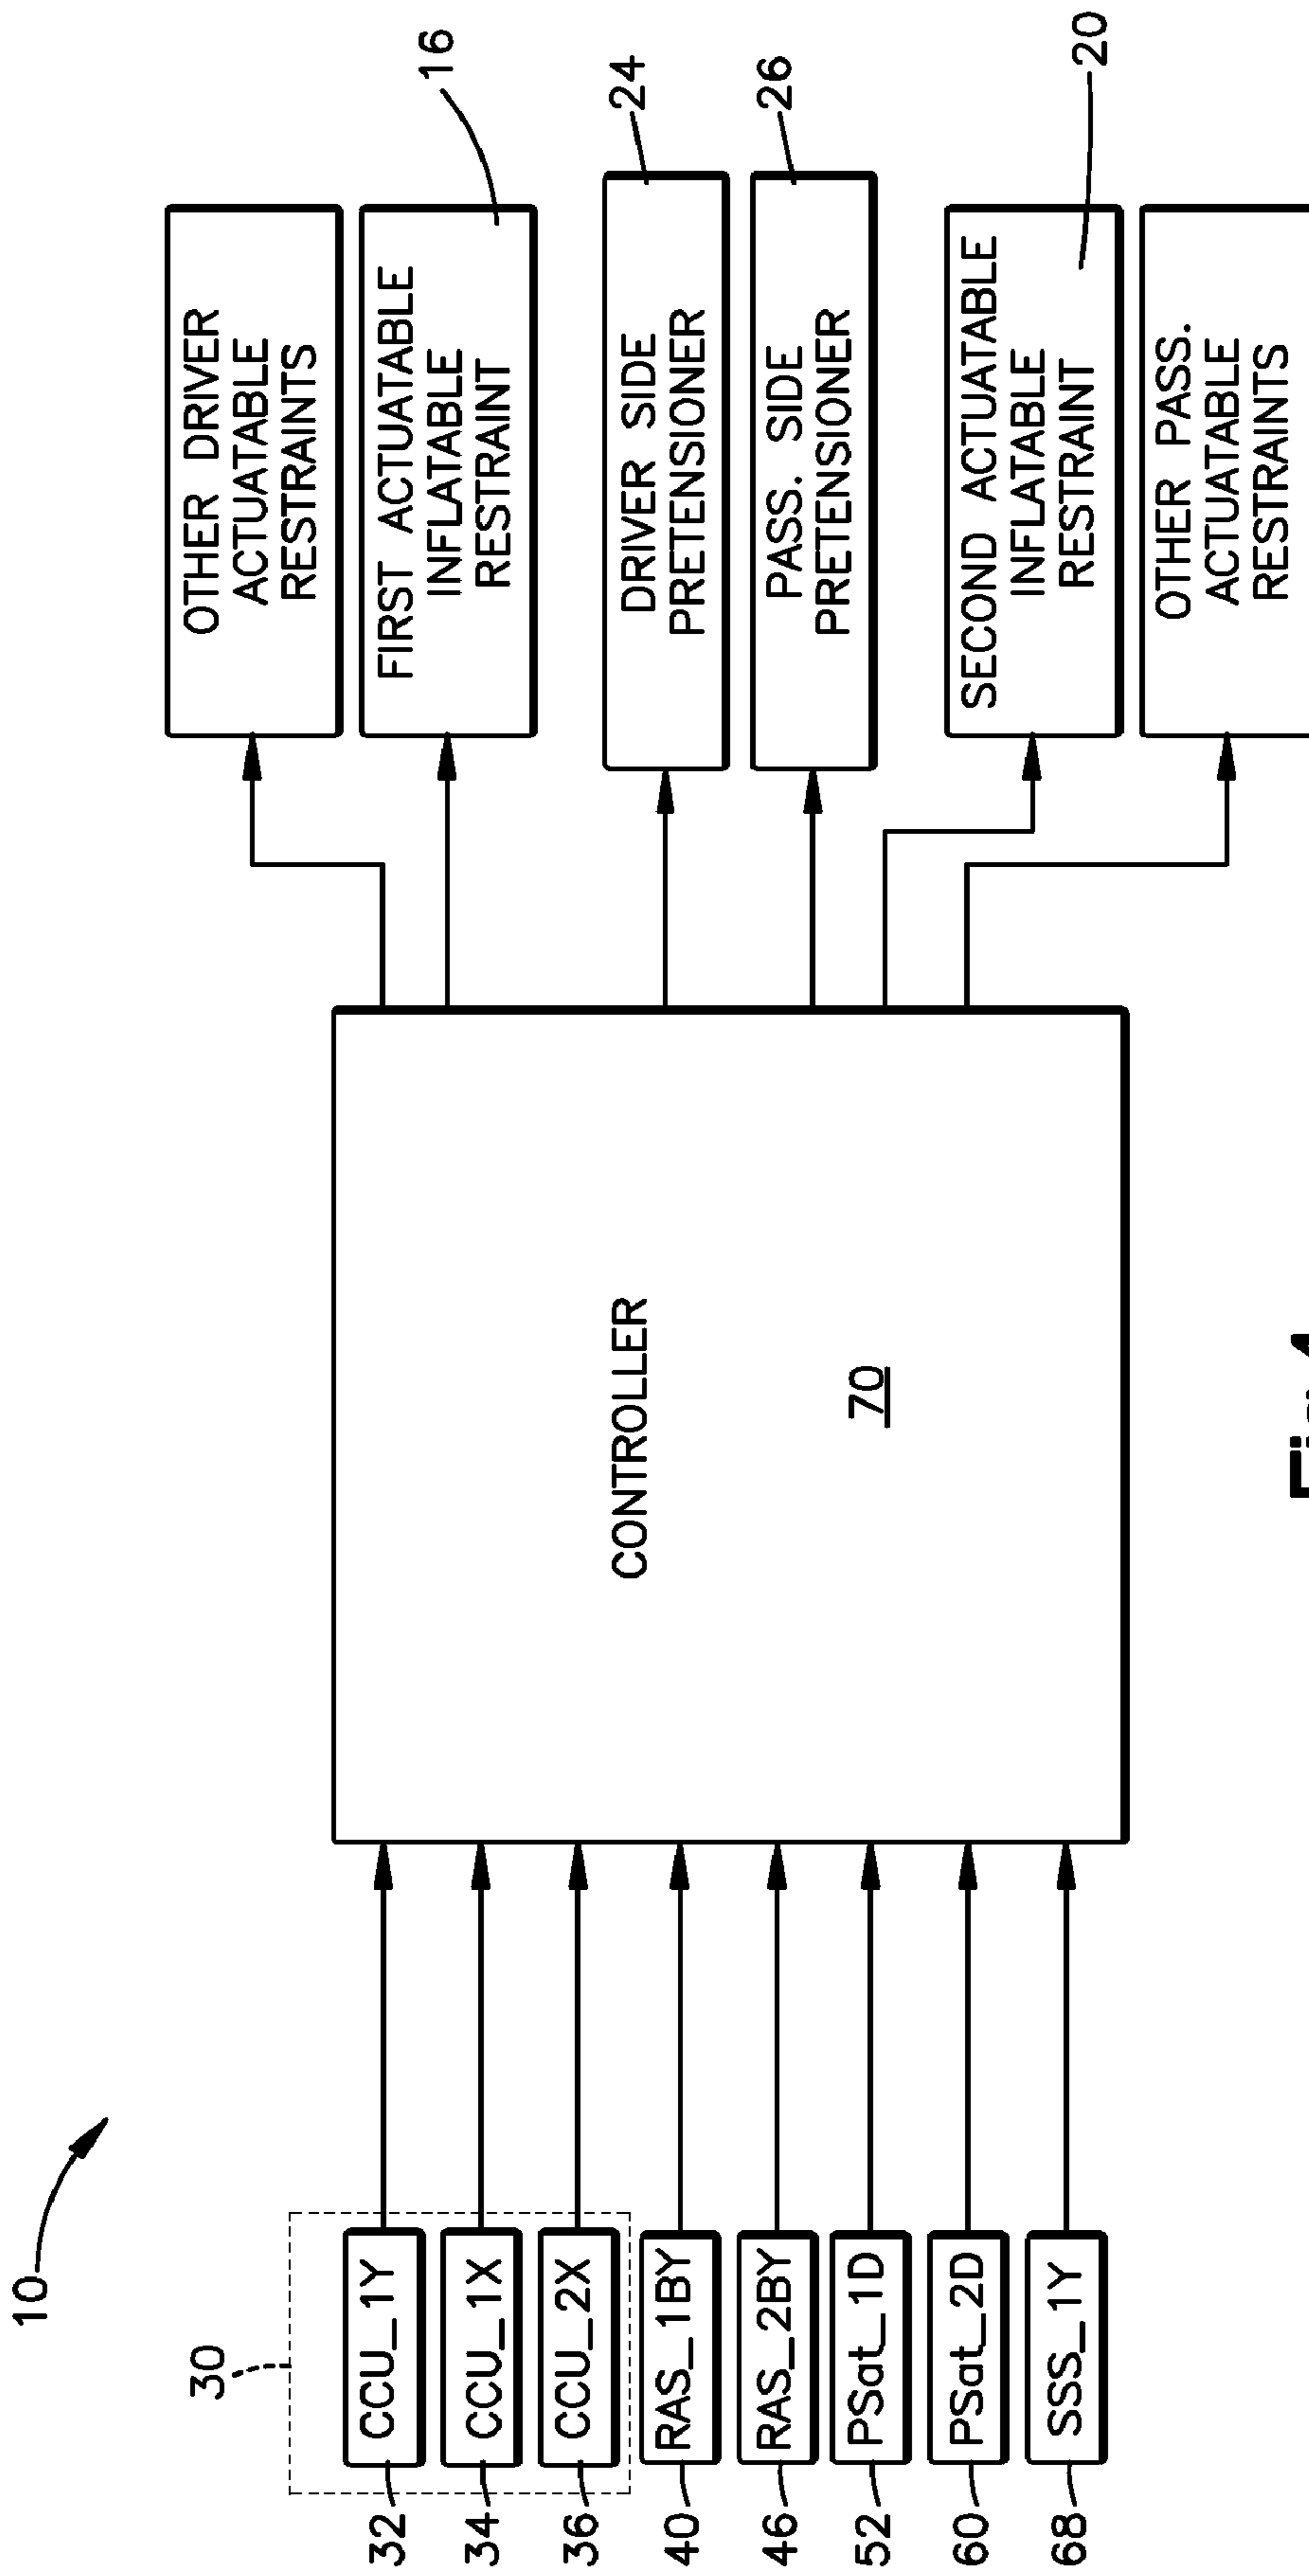 10
30
32
CCU_1Y
34
CCU_1X
36
CCU_2X
40
RAS_1BY
46
RAS_2BY
52
PSat_1D
60
PSat_2D
68
SSS_1Y
CONTROLLER
70
OTHER DRIVER
ACTUATABLE
RESTRAINTS
FIRST ACTUATABLE
INFLATABLE
RESTRAINT
16
DRIVER SIDE
PRETENSIONER
24
PASS. SIDE
PRETENSIONER
26
SECOND ACTUATABLE
INFLATABLE
RESTRAINT
20
OTHER PASS.
ACTUATABLE
RESTRAINTS